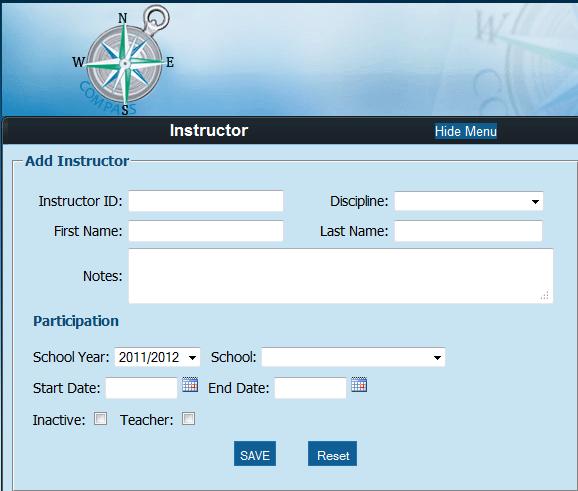 N
W E
S
COMPASS
Instructor Hide Menu
Add Instructor
Instructor ID: Discipline:
First Name: Last Name:
Notes:
Participation
School Year: 2011/2012 School:
Start Date: End Date:
Inactive: Teacher:
SAVE Reset